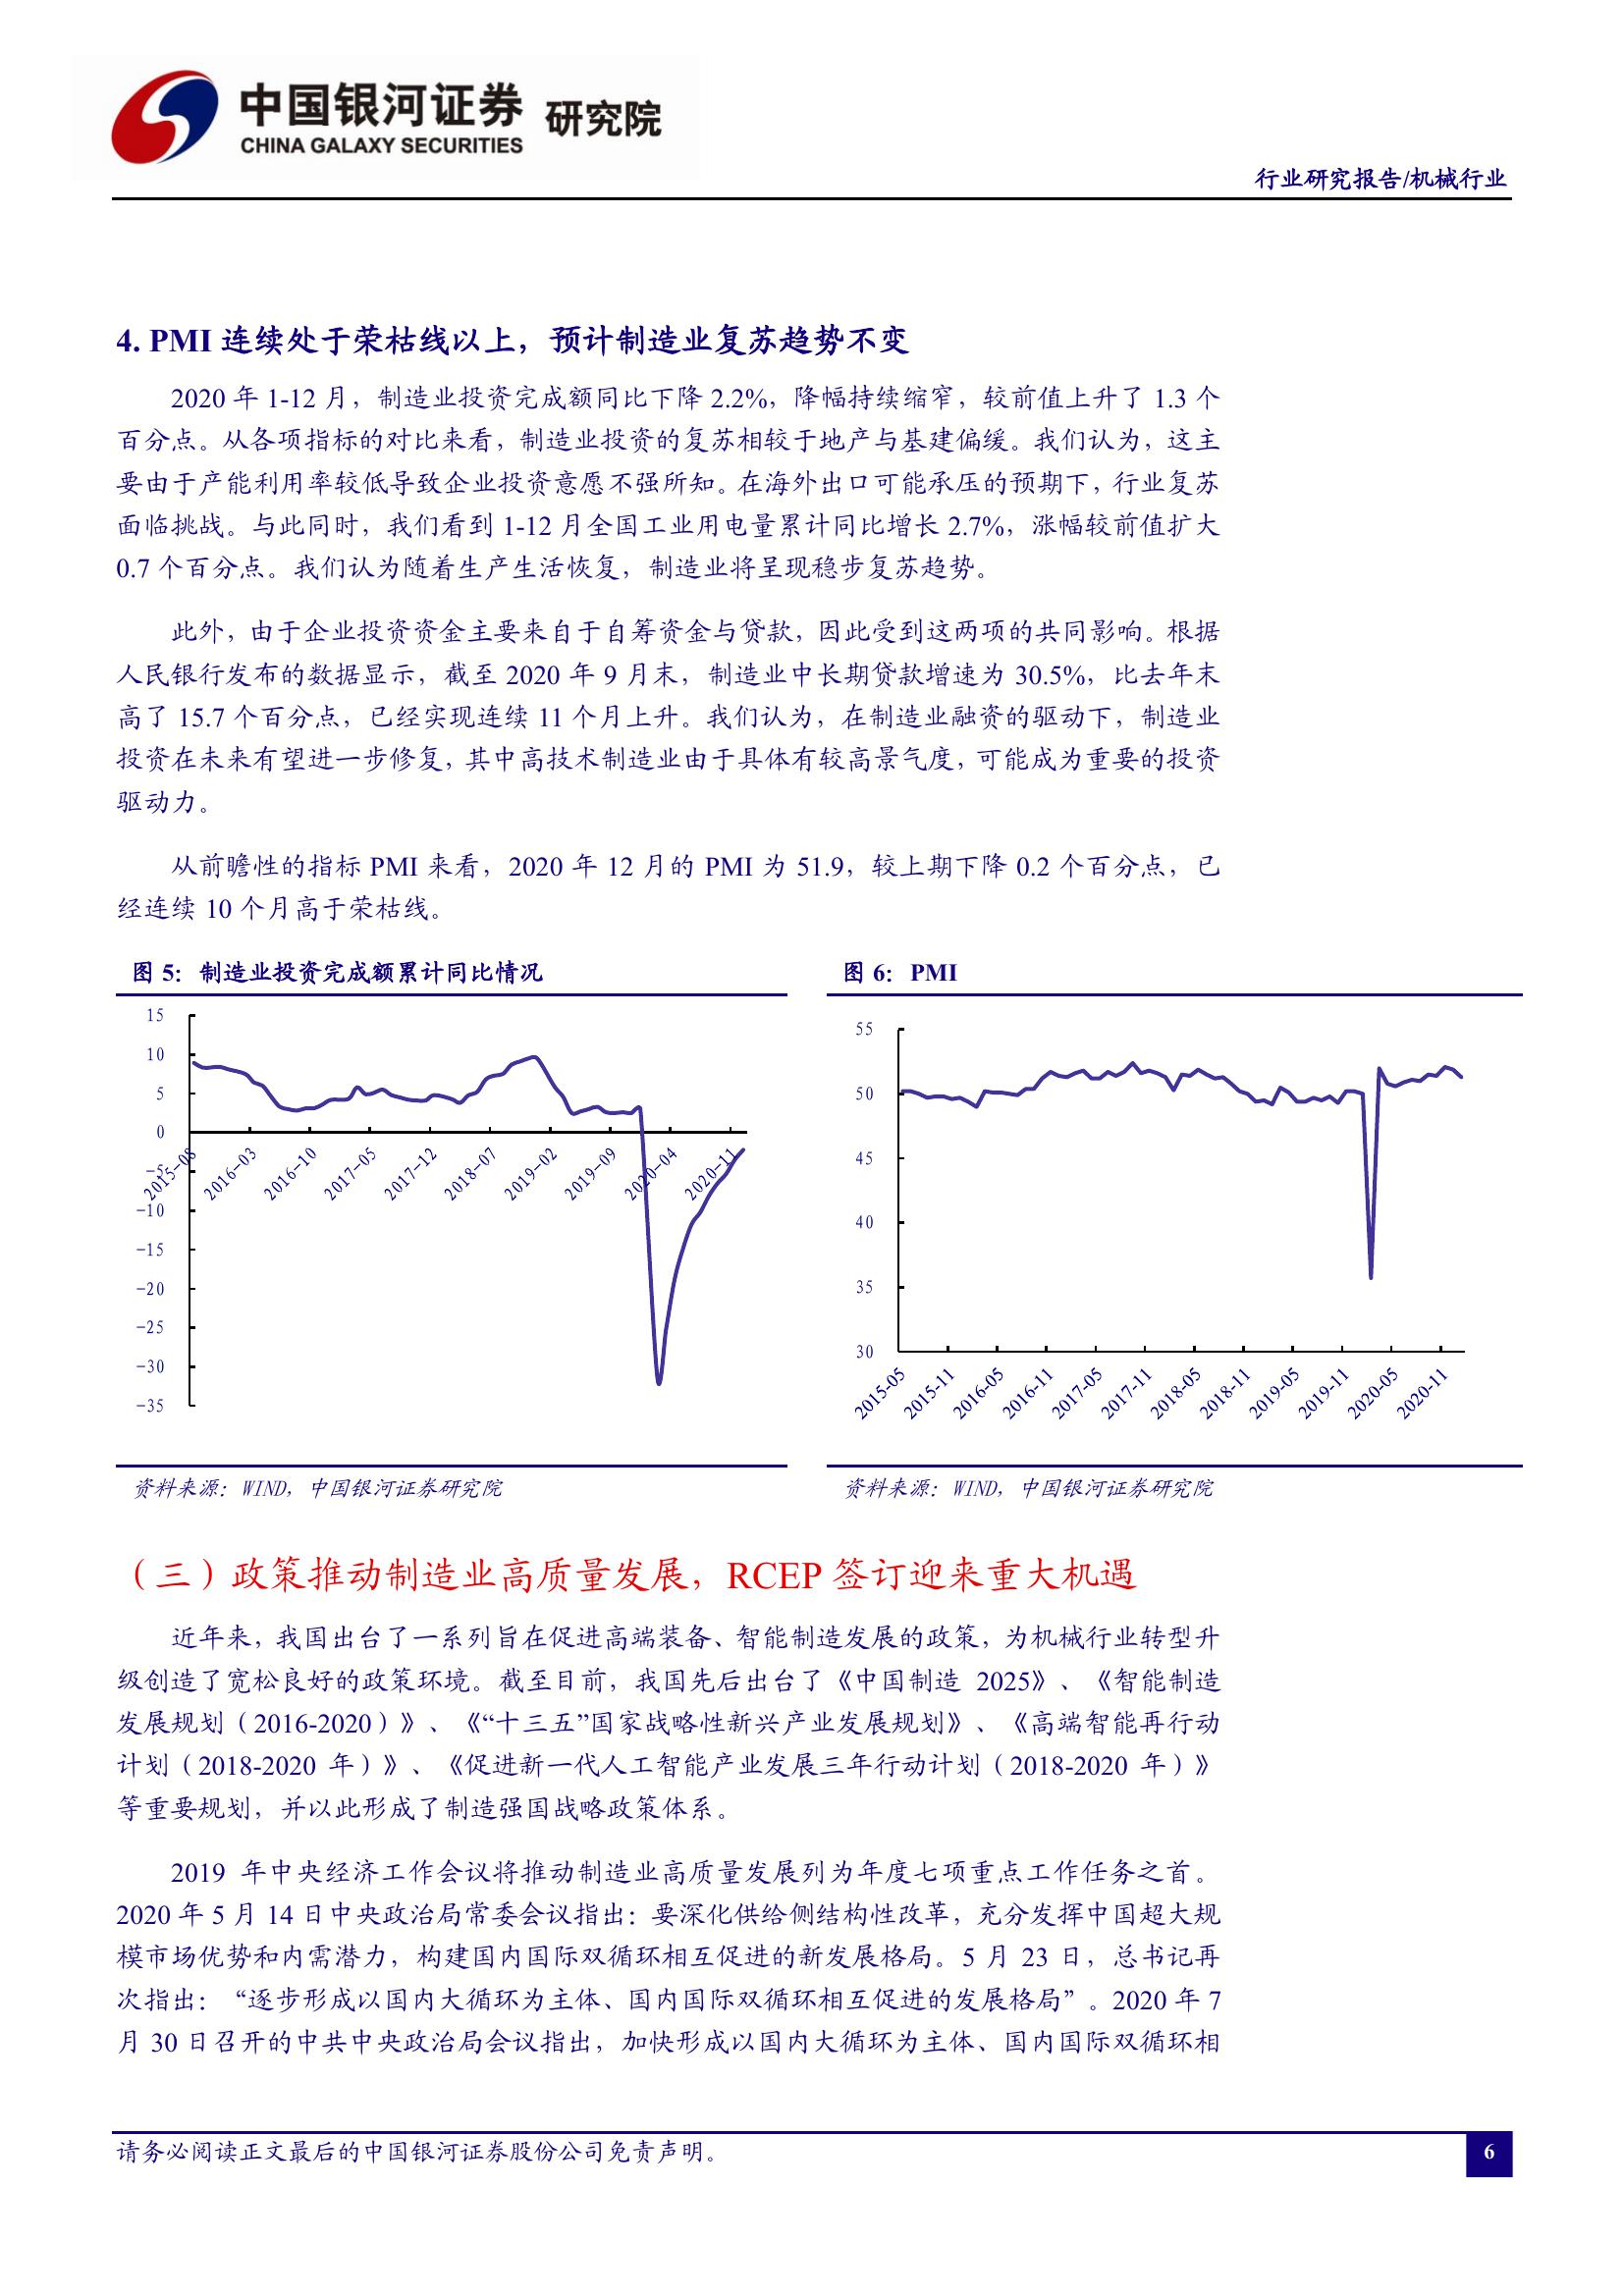 中国银河证券 研究院
CHINA GALAXY SECURITIES
行业研究报告/机械行业
4. PMI 连续处于荣枯线以上，预计制造业复苏趋势不变
2020 年 1-12 月，制造业投资完成额同比下降 2.2%，降幅持续缩窄，较前值上升了 1.3 个
百分点。从各项指标的对比来看，制造业投资的复苏相较于地产与基建偏缓。我们认为，这主
要由于产能利用率较低导致企业投资意愿不强所知。在海外出口可能承压的预期下，行业复苏
面临挑战。与此同时，我们看到 1-12 月全国工业用电量累计同比增长 2.7%，涨幅较前值扩大
0.7 个百分点。我们认为随着生产生活恢复，制造业将呈现稳步复苏趋势。
此外，由于企业投资资金主要来自于自筹资金与贷款，因此受到这两项的共同影响。根据
人民银行发布的数据显示，截至 2020 年 9 月末，制造业中长期贷款增速为 30.5%，比去年末
高了 15.7 个百分点，已经实现连续 11 个月上升。我们认为，在制造业融资的驱动下，制造业
投资在未来有望进一步修复，其中高技术制造业由于具体有较高景气度，可能成为重要的投资
驱动力。
从前瞻性的指标 PMI 来看，2020 年 12 月的 PMI 为 51.9，较上期下降 0.2 个百分点，已
经连续 10 个月高于荣枯线。
图 5：制造业投资完成额累计同比情况
15
10
5
0
-5
-10
-15
-20
-25
-30
-35
2015-08
2016-03
2016-10
2017-05
2017-12
2018-07
2019-02
2019-09
2020-04
2020-11
资料来源：WIND，中国银河证券研究院
图 6：PMI
55
50
45
40
35
30
2015-05
2015-11
2016-05
2016-11
2017-05
2017-11
2018-05
2018-11
2019-05
2019-11
2020-05
2020-11
资料来源：WIND，中国银河证券研究院
（三）政策推动制造业高质量发展，RCEP 签订迎来重大机遇
近年来，我国出台了一系列旨在促进高端装备、智能制造发展的政策，为机械行业转型升
级创造了宽松良好的政策环境。截至目前，我国先后出台了《中国制造 2025》、《智能制造
发展规划（2016-2020）》、《“十三五”国家战略性新兴产业发展规划》、《高端智能再行动
计划（2018-2020 年）》、《促进新一代人工智能产业发展三年行动计划（2018-2020 年）》
等重要规划，并以此形成了制造强国战略政策体系。
2019 年中央经济工作会议将推动制造业高质量发展列为年度七项重点工作任务之首。
2020 年 5 月 14 日中央政治局常委会议指出：要深化供给侧结构性改革，充分发挥中国超大规
模市场优势和内需潜力，构建国内国际双循环相互促进的新发展格局。5 月 23 日，总书记再
次指出：“逐步形成以国内大循环为主体、国内国际双循环相互促进的发展格局”。2020 年 7
月 30 日召开的中共中央政治局会议指出，加快形成以国内大循环为主体、国内国际双循环相
请务必阅读正文最后的中国银河证券股份公司免责声明。
6